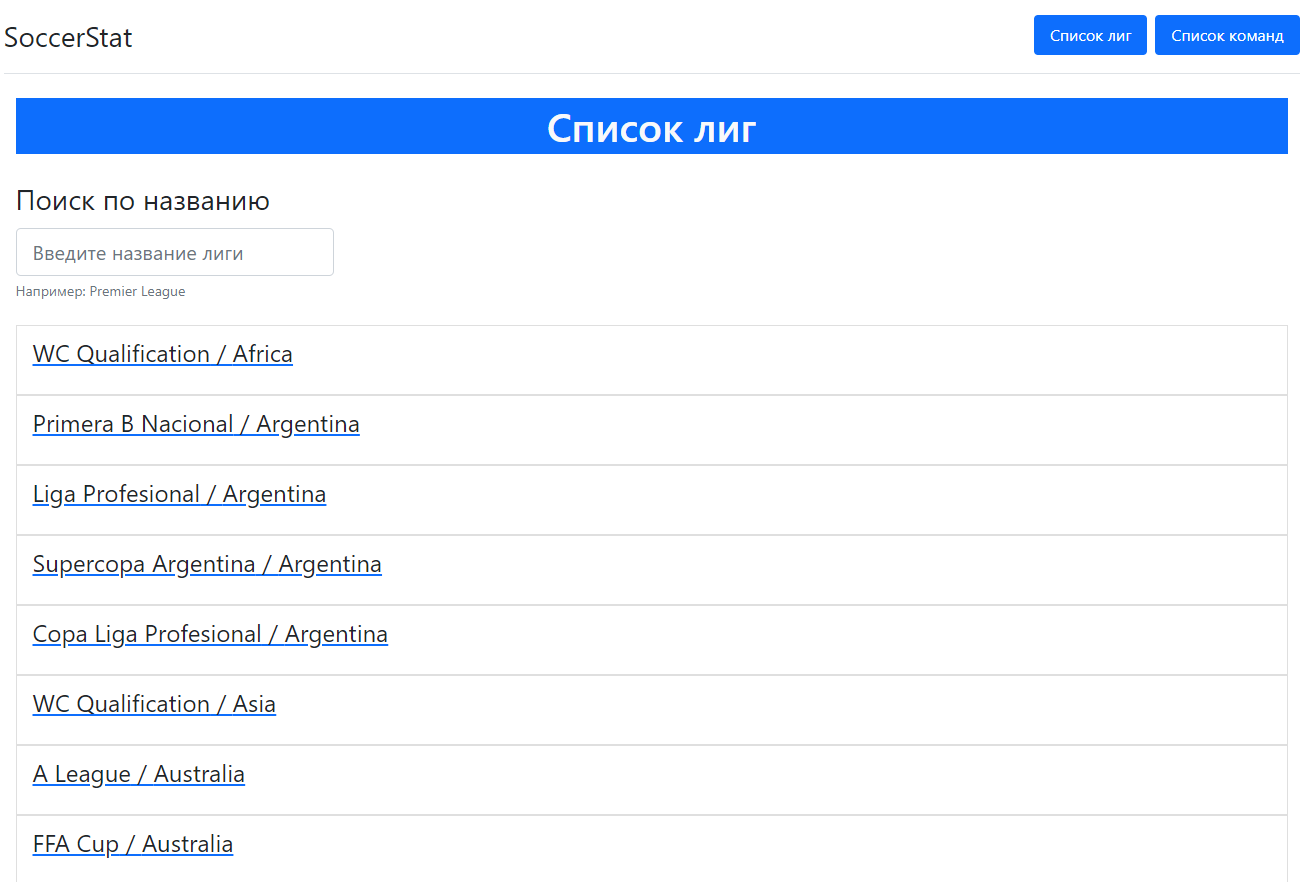 SoccerStat
Список лиг
Список команд
Список лиг
Поиск по названию
Введите название лиги
Например: Premier League
WC Qualification / Africa
Primera B Nacional / Argentina
Liga Profesional / Argentina
Supercopa Argentina / Argentina
Copa Liga Profesional / Argentina
WC Qualification / Asia
A League / Australia
FFA Cup / Australia